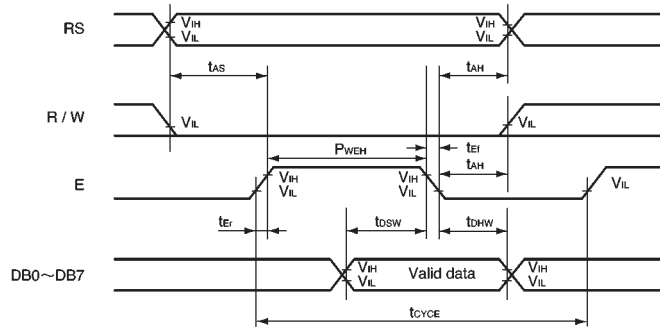 RS
VIH
VIL
VIH
VIL
tAS
tAH
R / W
VIL
VIL
PWEH
tEf
tAH
E
VIH
VIL
VIH
VIL
VIL
tEr
tDSW
tDHW
DB0～DB7
VIH
VIL
Valid data
VIH
VIL
tCYCE